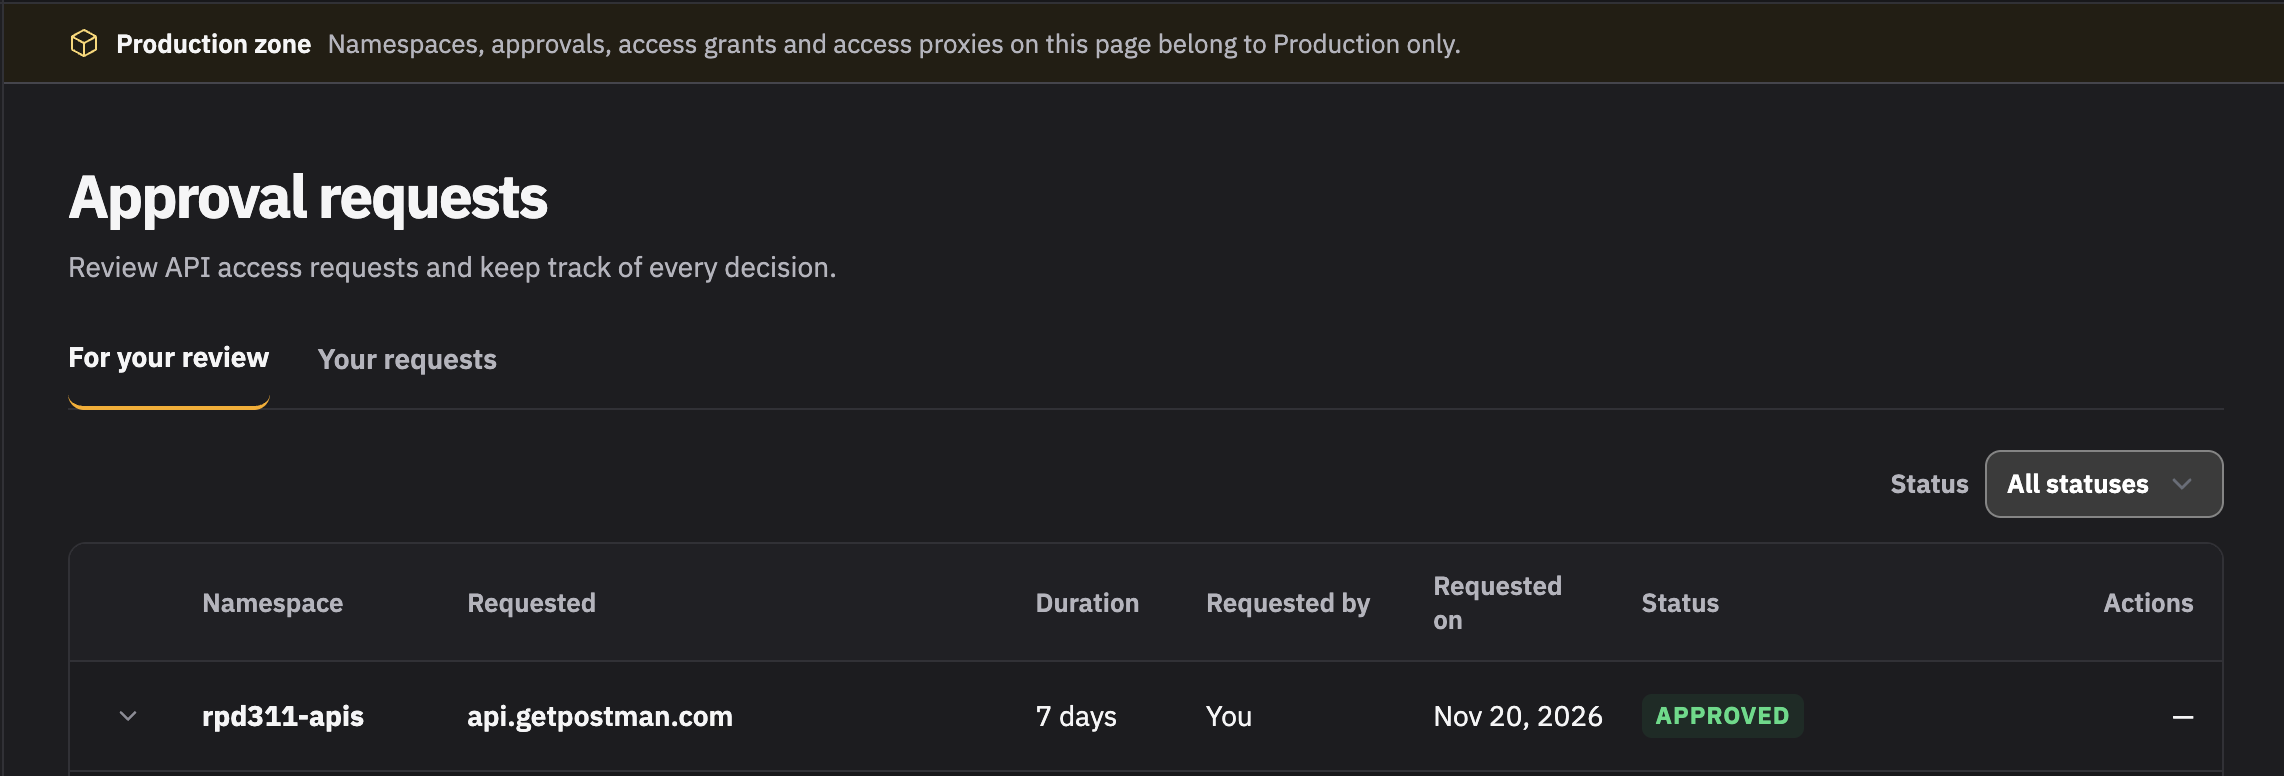 Production zone Namespaces, approvals, access grants and access proxies on this page belong to Production only.
Approval requests
Review API access requests and keep track of every decision.
For your review Your requests
Status All statuses
Namespace Requested Duration Requested by Requested on Status Actions
rpd311-apis api.getpostman.com 7 days You Nov 20, 2026 APPROVED —